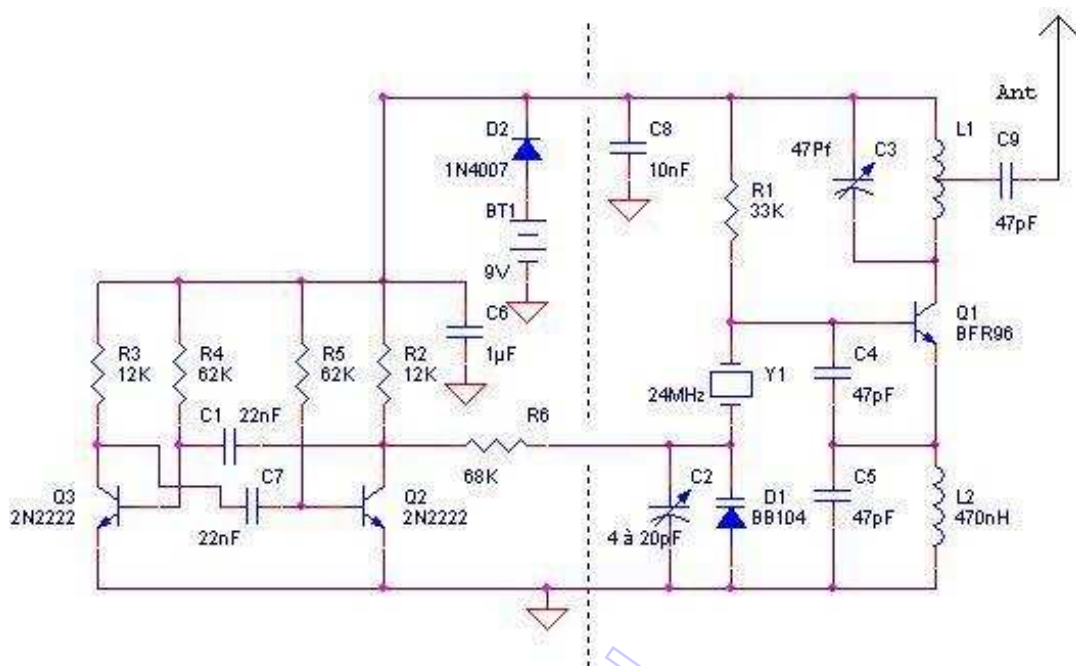 Ant
D2
1N4007
BT1
9V
C8
10nF
R1
33K
47Pf
C3
L1
C9
47pF
R3
12K
R4
62K
R5
62K
R2
12K
C6
1µF
Q1
BFR96
C4
47pF
24MHz
Y1
C1
22nF
R6
68K
C7
22nF
Q3
2N2222
Q2
2N2222
C2
4 à 20pF
D1
BB104
C5
47pF
L2
470nH